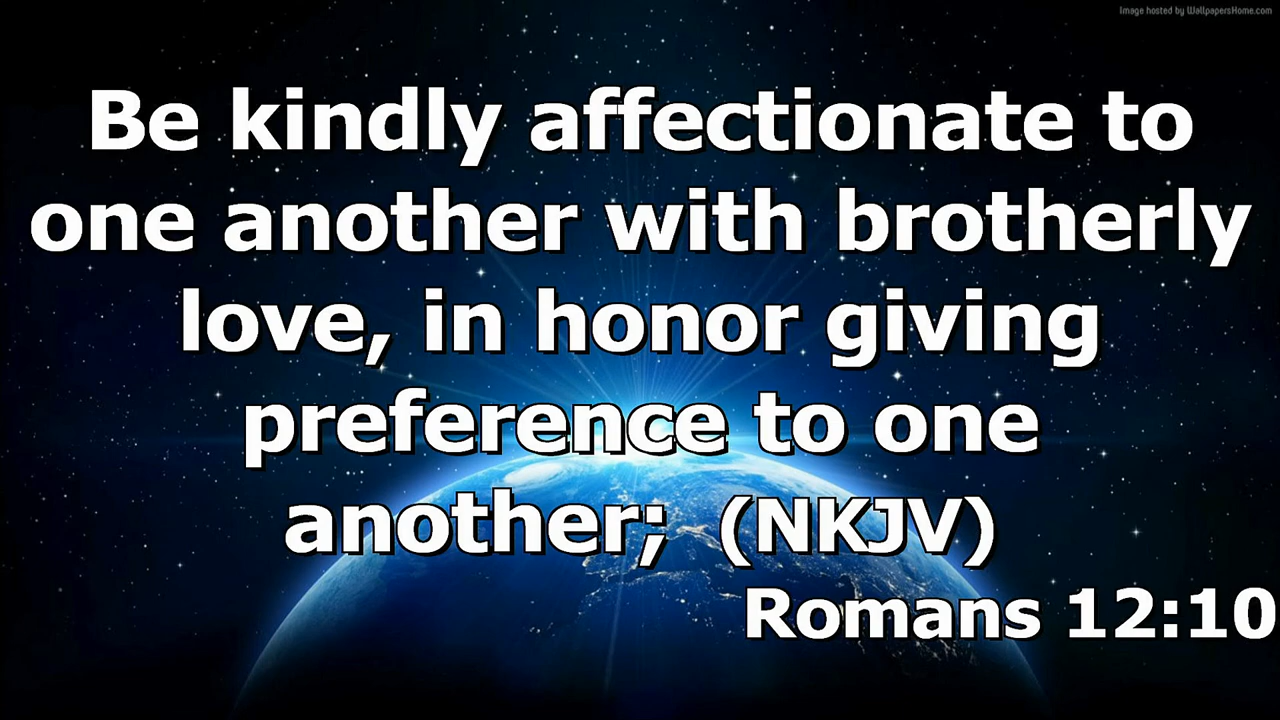 Image hosted by WallpapersHome.com
Be kindly affectionate to
one another with brotherly
love, in honor giving
preference to one
another; (NKJV)
Romans 12:10